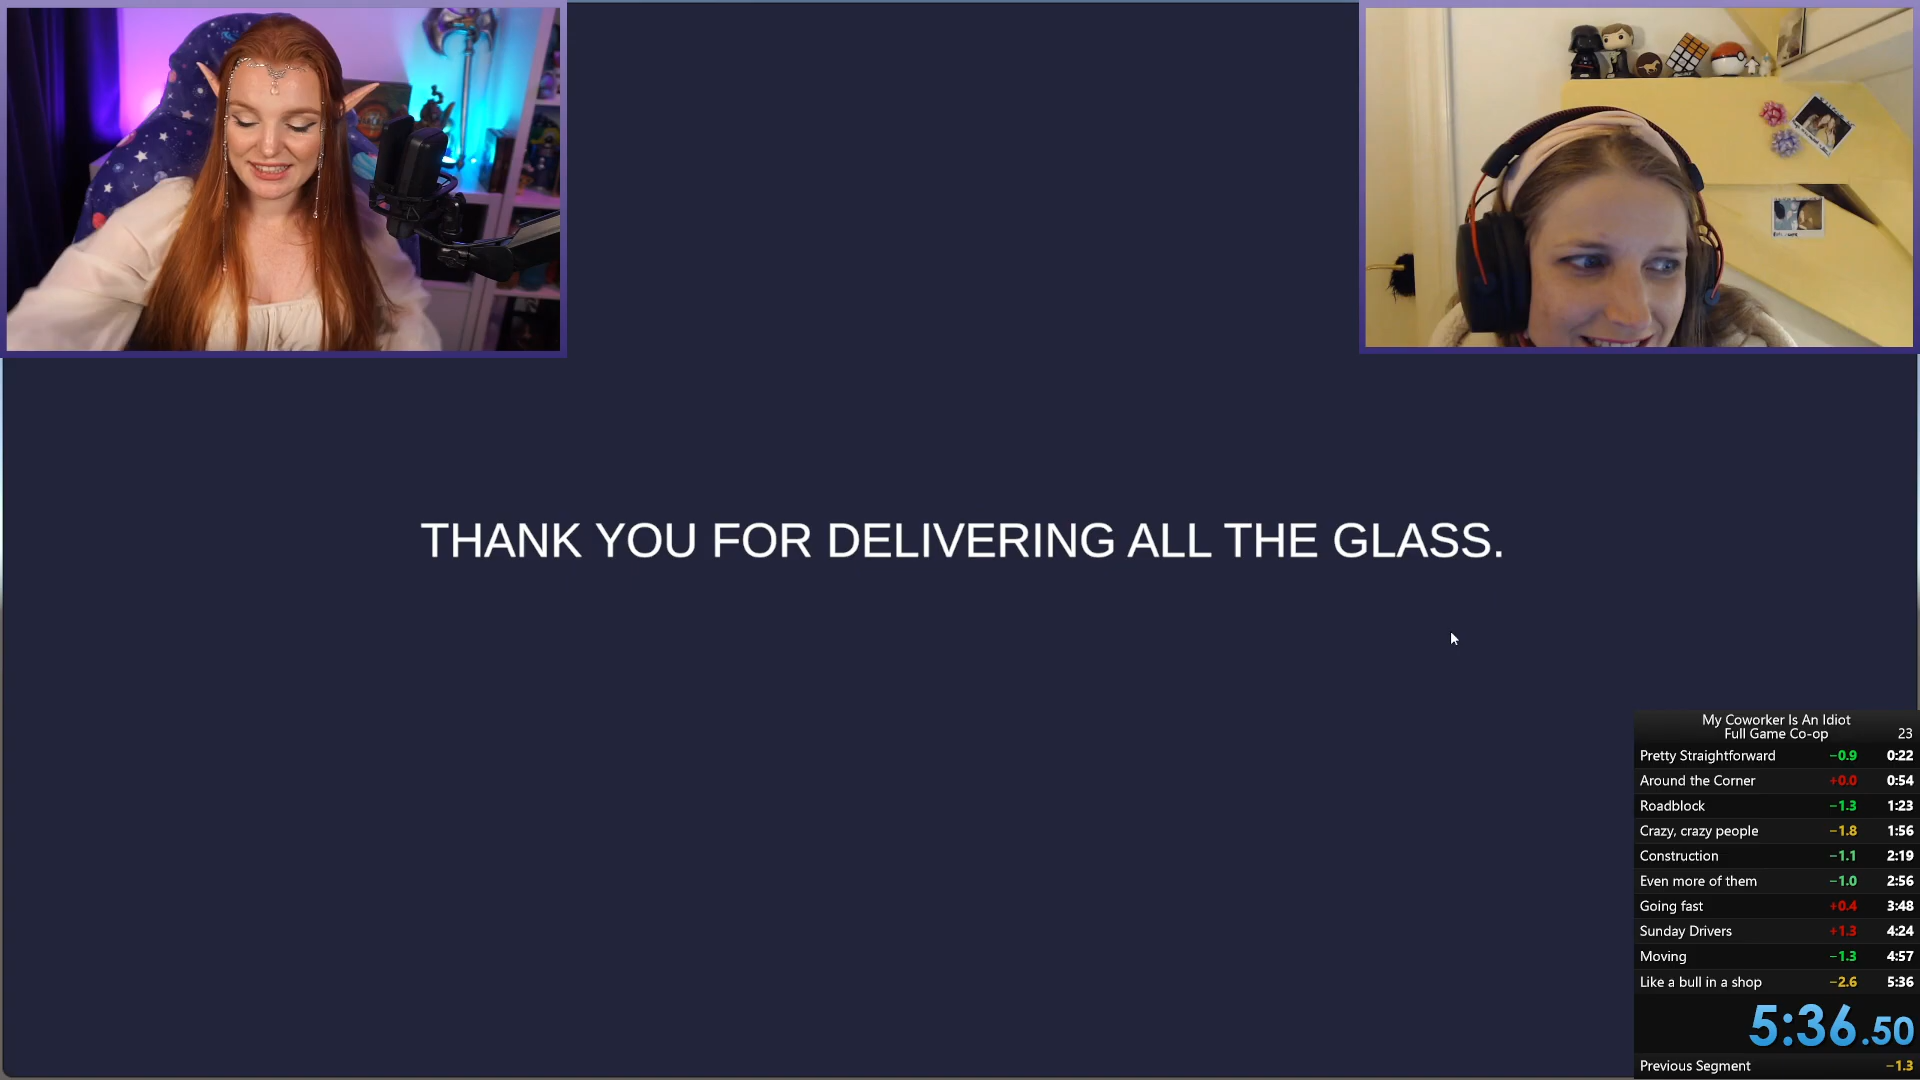 THANK YOU FOR DELIVERING ALL THE GLASS.
My Coworker Is An Idiot
Full Game Co-op 23
Pretty Straightforward −0.9 0:22
Around the Corner +0.0 0:54
Roadblock −1.3 1:23
Crazy, crazy people −1.8 1:56
Construction −1.1 2:19
Even more of them −1.0 2:56
Going fast +0.4 3:48
Sunday Drivers +1.3 4:24
Moving −1.3 4:57
Like a bull in a shop −2.6 5:36
5:36.50
Previous Segment −1.3